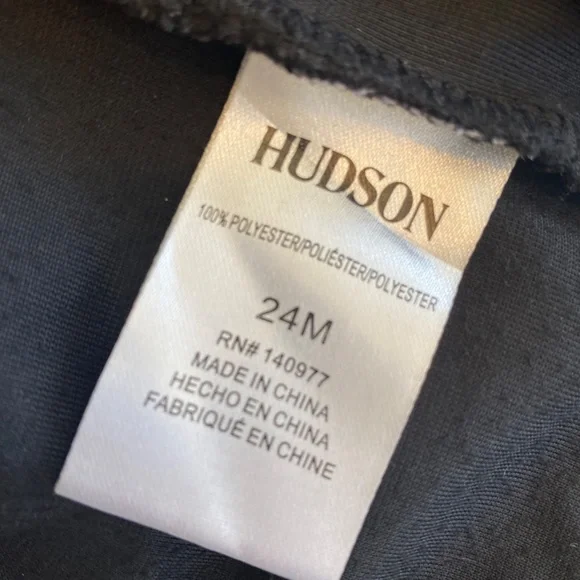 HUDSON
100% POLYESTER/POLIÉSTER/POLYESTER
24M
RN# 140977
MADE IN CHINA
HECHO EN CHINA
FABRIQUÉ EN CHINE